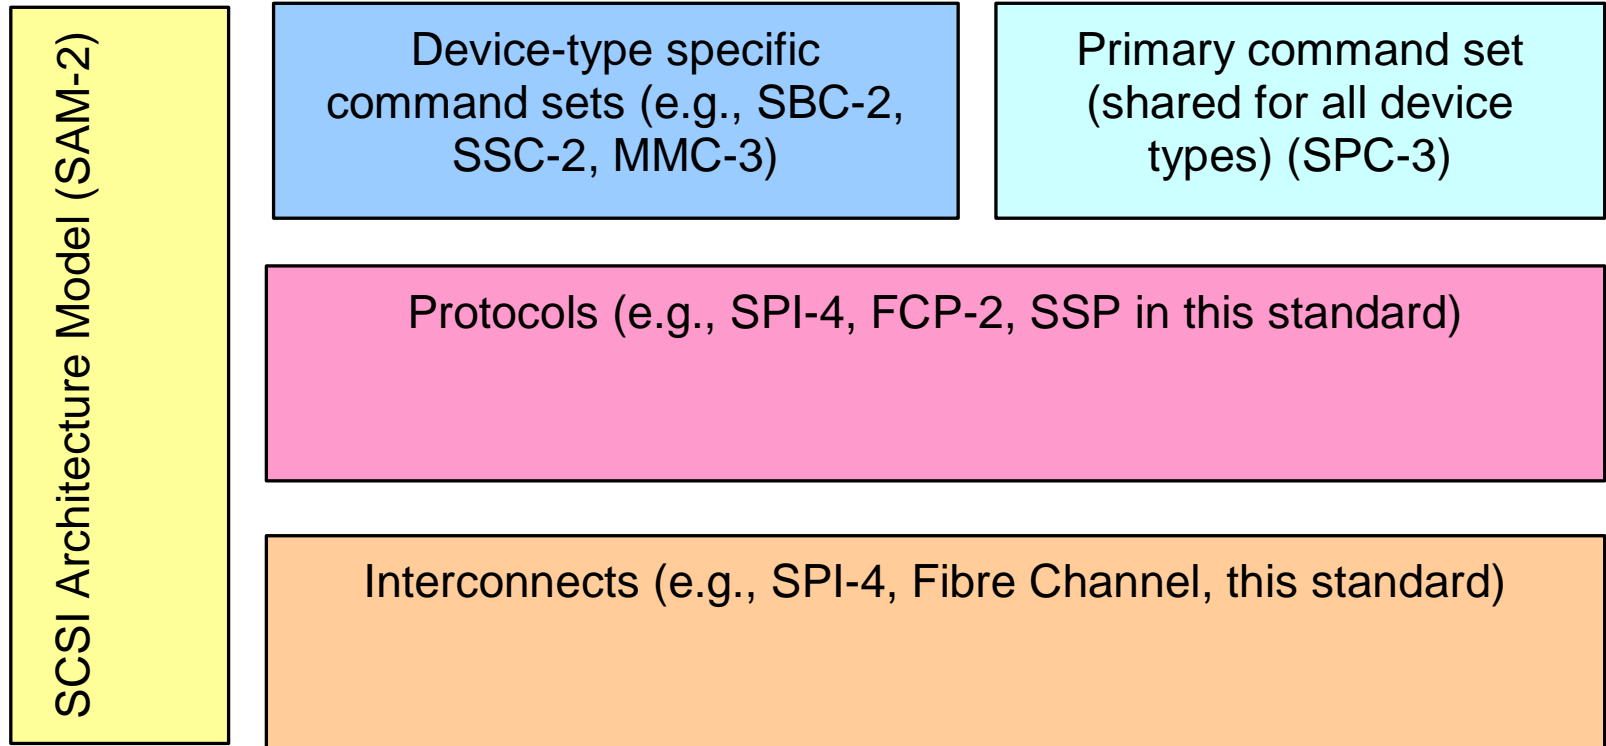 SCSI Architecture Model (SAM-2)
Device-type specific
command sets (e.g., SBC-2,
SSC-2, MMC-3)
Primary command set
(shared for all device
types) (SPC-3)
Protocols (e.g., SPI-4, FCP-2, SSP in this standard)
Interconnects (e.g., SPI-4, Fibre Channel, this standard)